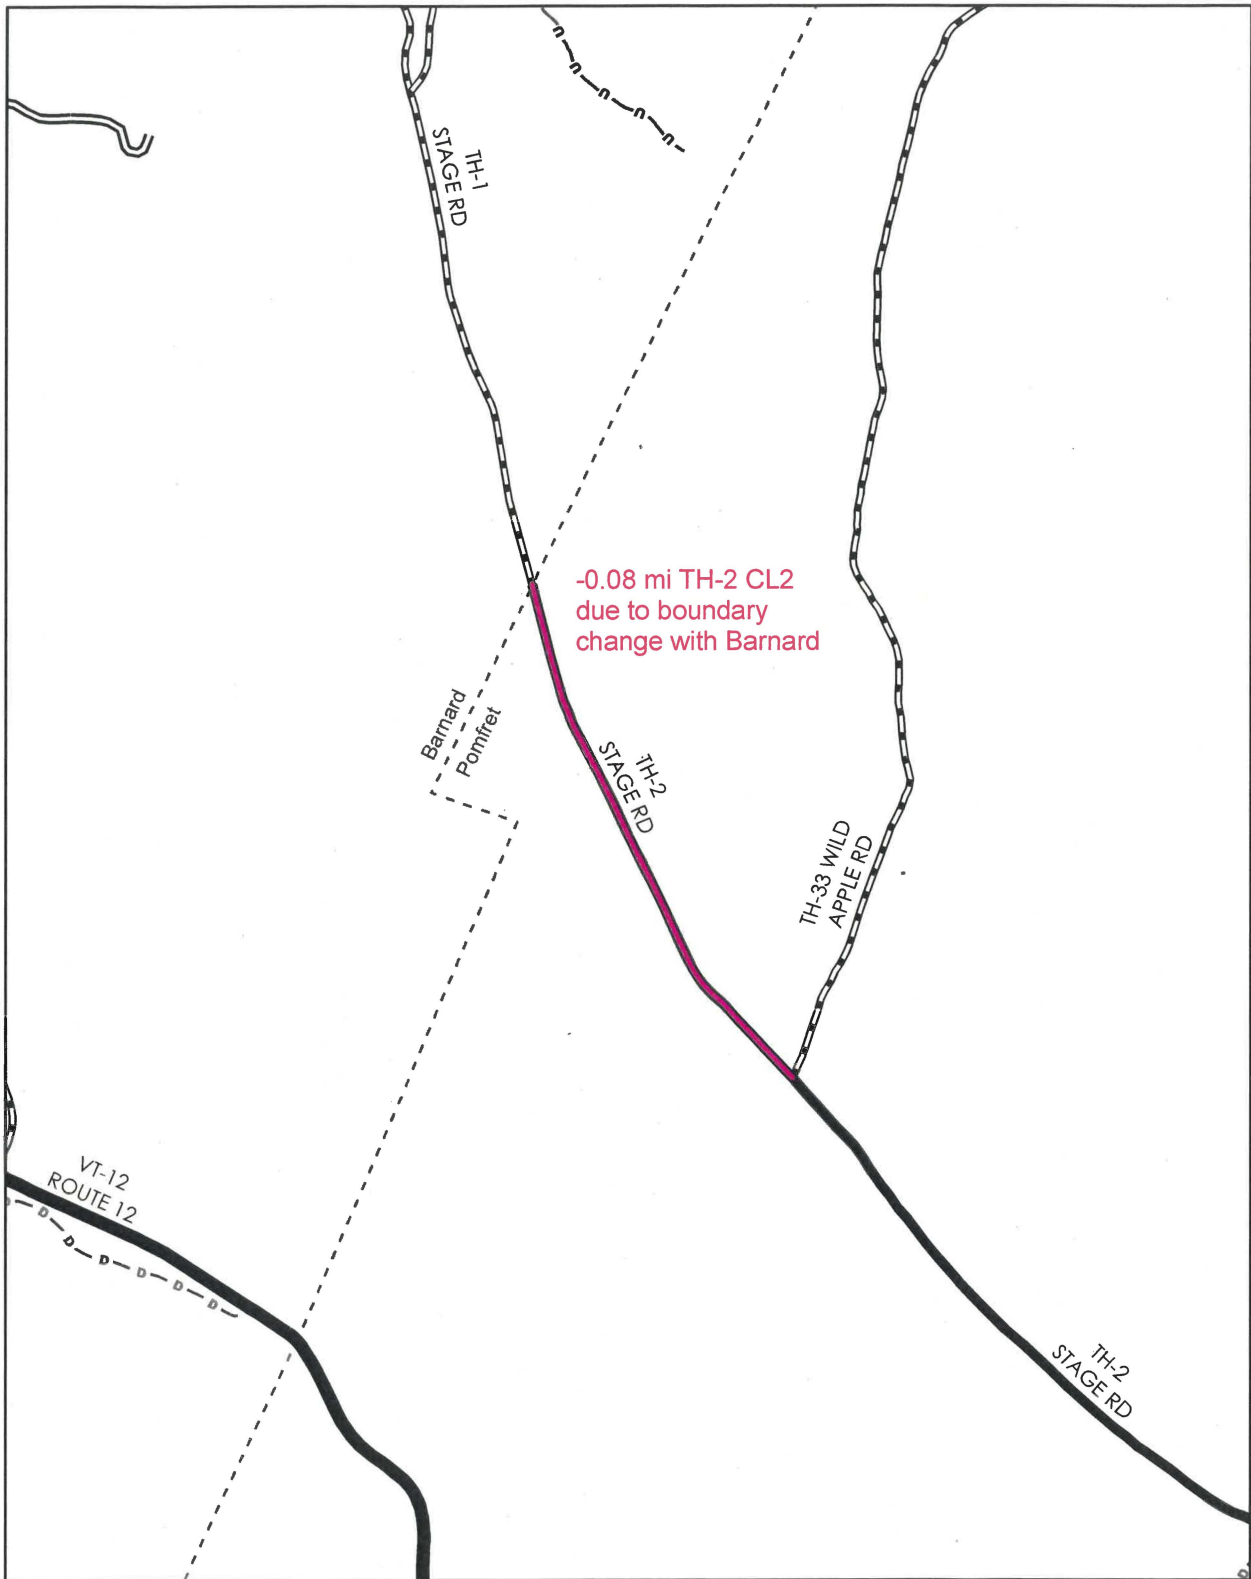 TH-1
STAGE RD
-0.08 mi TH-2 CL2
due to boundary
change with Barnard
Barnard
Pomfret
TH-2
STAGE RD
TH-33 WILD
APPLE RD
VT-12
ROUTE 12
D
D
D
D
D
D
TH-2
STAGE RD